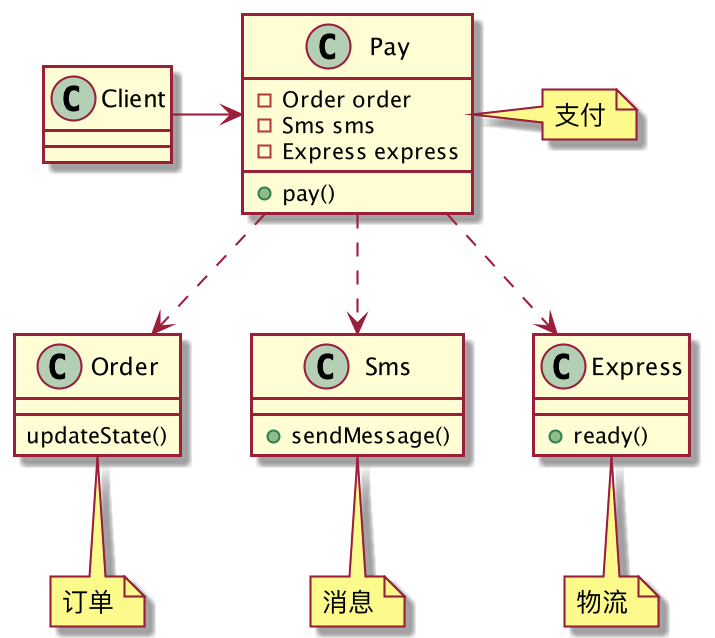 C Pay
C Client
Order order
Sms sms
Express express
支付
pay()
C Order
C Sms
C Express
updateState()
sendMessage()
ready()
订单
消息
物流